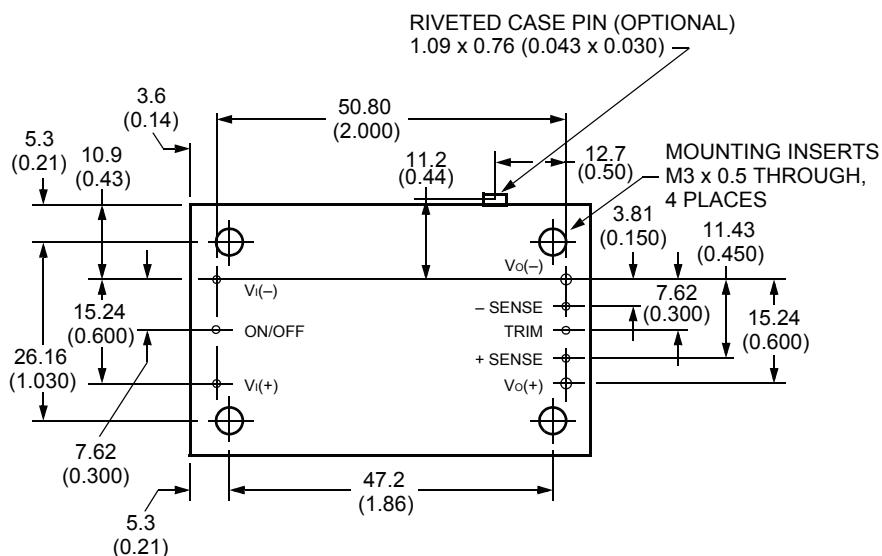 RIVETED CASE PIN (OPTIONAL)
1.09 x 0.76 (0.043 x 0.030)
3.6
(0.14)
50.80
(2.000)
5.3
(0.21)
10.9
(0.43)
11.2
(0.44)
12.7
(0.50)
MOUNTING INSERTS
M3 x 0.5 THROUGH,
4 PLACES
3.81
(0.150)
11.43
(0.450)
VI(–)
VO(–)
– SENSE
7.62
(0.300)
15.24
(0.600)
ON/OFF
TRIM
15.24
(0.600)
+ SENSE
26.16
(1.030)
VI(+)
VO(+)
7.62
(0.300)
47.2
(1.86)
5.3
(0.21)